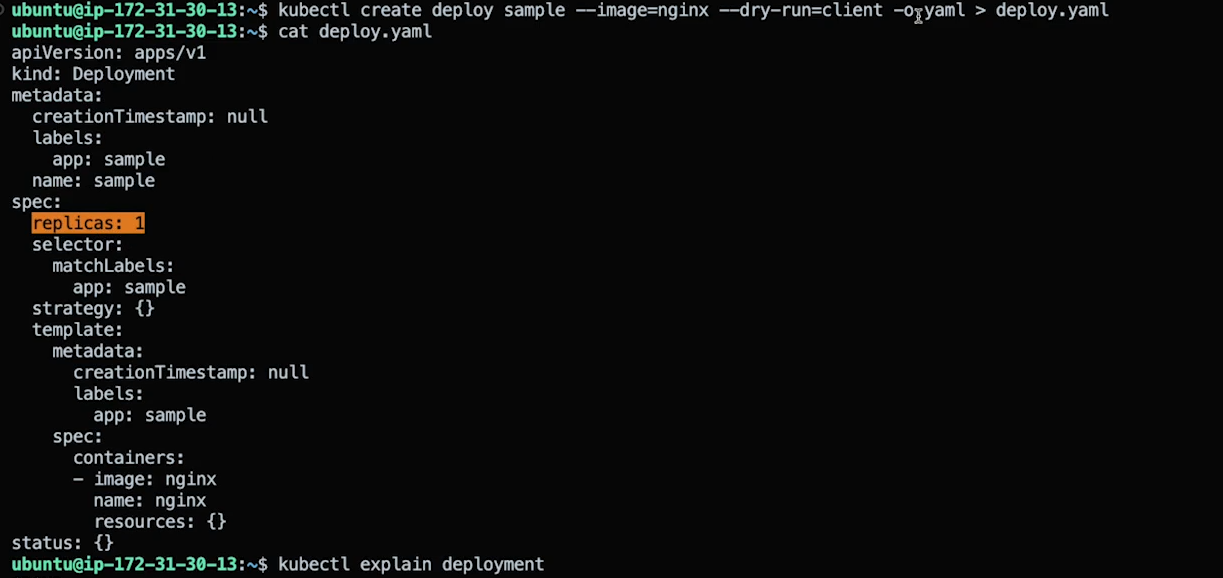 ubuntu@ip-172-31-30-13:~$ kubectl create deploy sample --image=nginx --dry-run=client -o yaml > deploy.yaml
ubuntu@ip-172-31-30-13:~$ cat deploy.yaml
apiVersion: apps/v1
kind: Deployment
metadata:
  creationTimestamp: null
  labels:
    app: sample
  name: sample
spec:
  replicas: 1
  selector:
    matchLabels:
      app: sample
  strategy: {}
  template:
    metadata:
      creationTimestamp: null
      labels:
        app: sample
    spec:
      containers:
      - image: nginx
        name: nginx
        resources: {}
status: {}
ubuntu@ip-172-31-30-13:~$ kubectl explain deployment